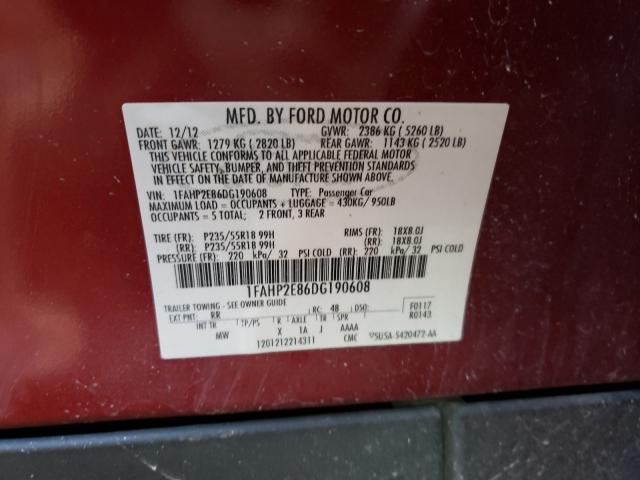 MFD. BY FORD MOTOR CO.
DATE: 12/12 GVWR: 2386 KG ( 5260 LB)
FRONT GAWR: 1279 KG ( 2820 LB) REAR GAWR: 1143 KG ( 2520 LB)
THIS VEHICLE CONFORMS TO ALL APPLICABLE FEDERAL MOTOR
VEHICLE SAFETY, BUMPER, AND THEFT PREVENTION STANDARDS
IN EFFECT ON THE DATE OF MANUFACTURE SHOWN ABOVE.
VIN: 1FAHP2E86DG190608 TYPE: Passenger Car
MAXIMUM LOAD = OCCUPANTS + LUGGAGE = 430KG/ 950LB
OCCUPANTS = 5 TOTAL; 2 FRONT, 3 REAR
TIRE (FR): P235/55R18 99H RIMS (FR): 18X8.0J
(RR): P235/55R18 99H (RR): 18X8.0J
PRESSURE (FR): 220 kPa/ 32 PSI COLD (RR): 220 kPa/ 32 PSI COLD
1FAHP2E86DG190608
TRAILER TOWING - SEE OWNER GUIDE F0117
EXT PNT: RR RC: 48 DSO: R0143
INT TR TP/PS R AXLE TR SPR
MW X 1A J AAAA
1201212214311 CMC ▽5USA-5420472-AA